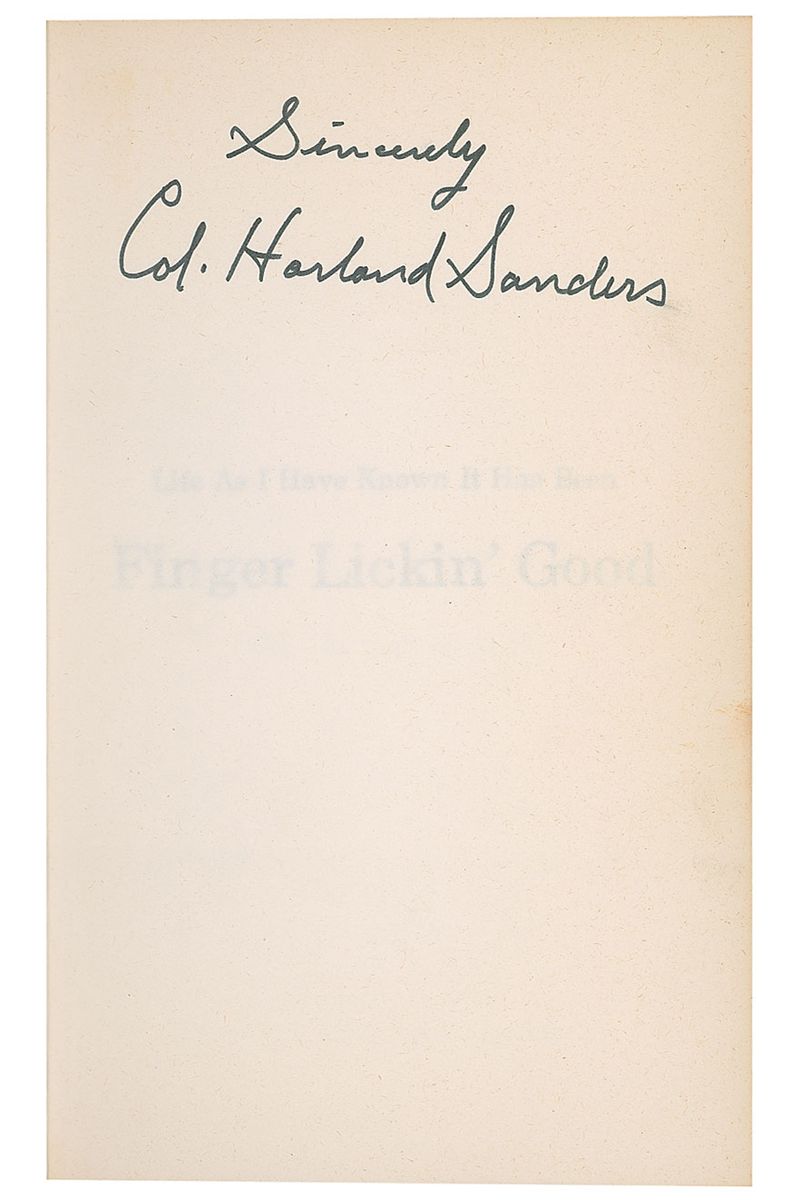 Sincerely
Col. Harland Sanders
Life As I Have Known It Has Been
Finger Lickin' Good